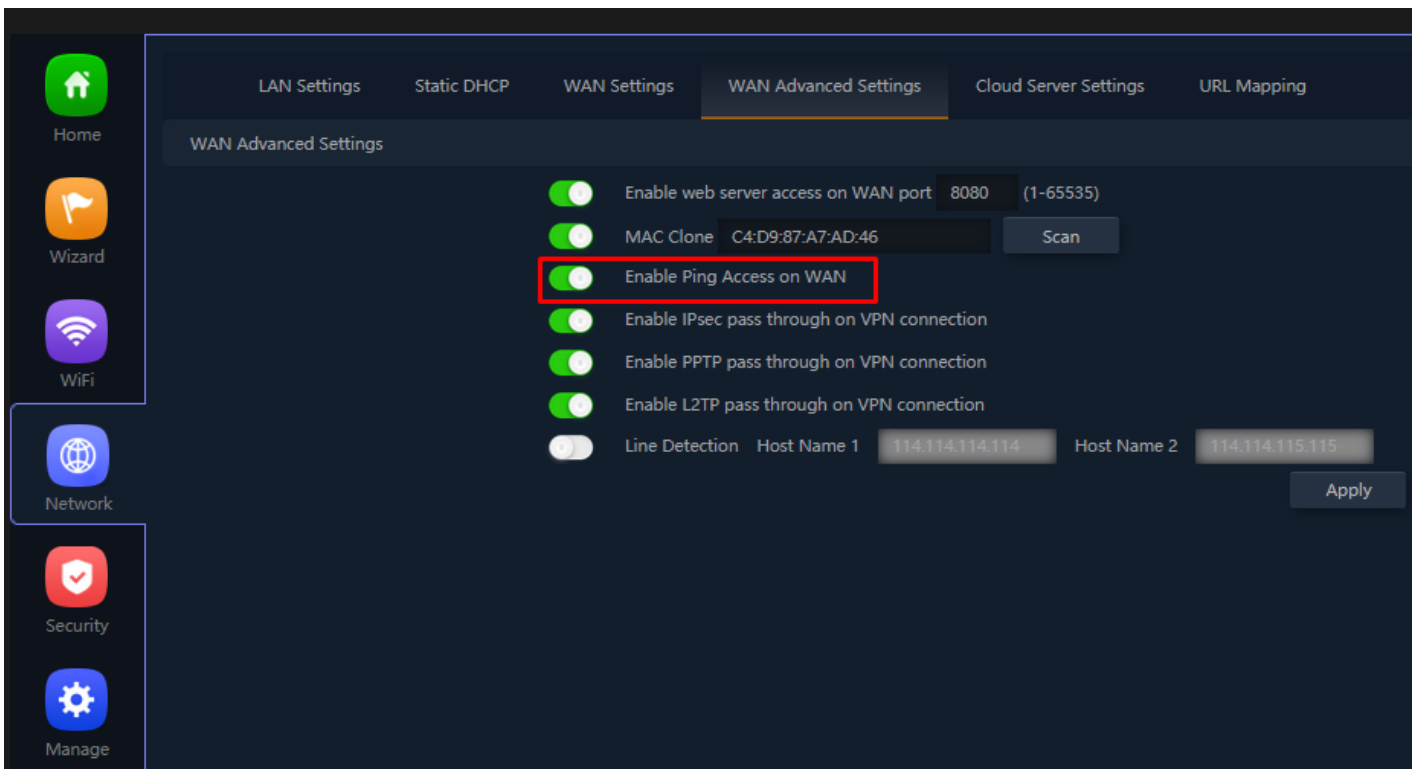 Home
Wizard
WiFi
Network
Security
Manage
LAN Settings Static DHCP WAN Settings WAN Advanced Settings Cloud Server Settings URL Mapping
WAN Advanced Settings
Enable web server access on WAN port 8080 (1-65535)
MAC Clone C4:D9:87:A7:AD:46 Scan
Enable Ping Access on WAN
Enable IPsec pass through on VPN connection
Enable PPTP pass through on VPN connection
Enable L2TP pass through on VPN connection
Line Detection Host Name 1 114.114.114.114 Host Name 2 114.114.115.115
Apply